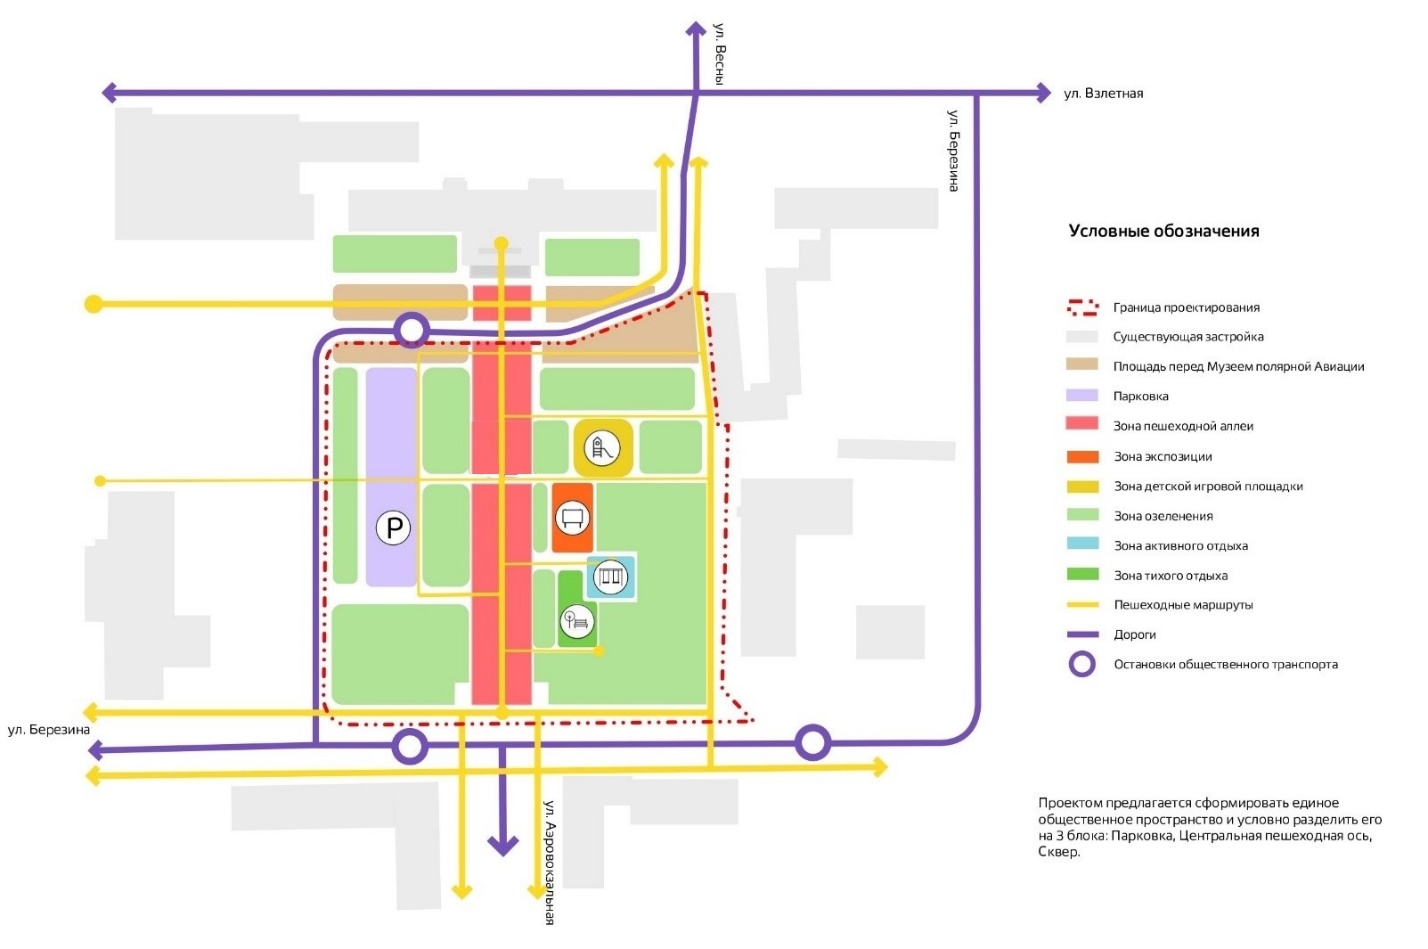 ул. Весны
ул. Взлетная
ул. Березина
Условные обозначения
Граница проектирования
Существующая застройка
Площадь перед Музеем полярной Авиации
Парковка
Зона пешеходной аллеи
Зона экспозиции
Зона детской игровой площадки
Зона озеленения
Зона активного отдыха
Зона тихого отдыха
Пешеходные маршруты
Дороги
Остановки общественного транспорта
P
ул. Березина
ул. Аэровокзальная
Проектом предлагается сформировать единое
общественное пространство и условно разделить его
на 3 блока: Парковка, Центральная пешеходная ось,
Сквер.